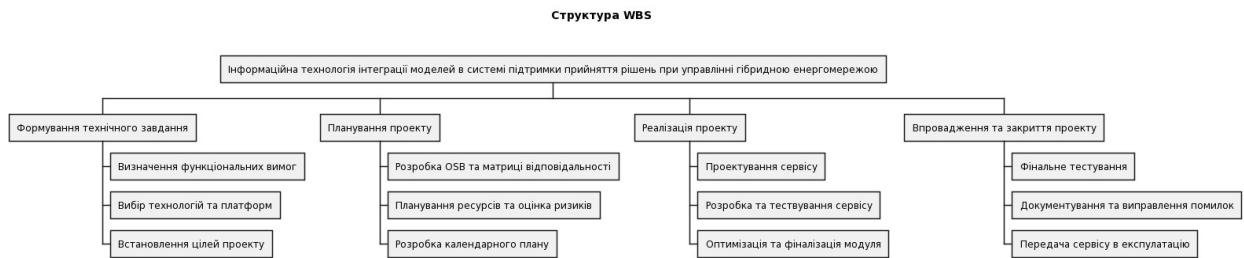 Структура WBS
Інформаційна технологія інтеграції моделей в системі підтримки прийняття рішень при управлінні гібридною енергомережою
Формування технічного завдання
Визначення функціональних вимог
Вибір технологій та платформ
Встановлення цілей проекту
Планування проекту
Розробка OSB та матриці відповідальності
Планування ресурсів та оцінка ризиків
Розробка календарного плану
Реалізація проекту
Проектування сервісу
Розробка та тествування сервісу
Оптимізація та фіналізація модуля
Впровадження та закриття проекту
Фінальне тестування
Документування та виправлення помилок
Передача сервісу в експулатацію